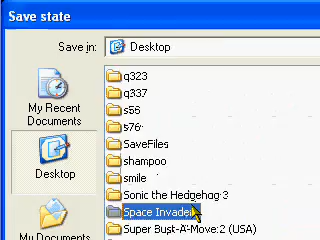 Save state
Save in:
Desktop
My Recent
Documents
Desktop
My Documents
q323
q337
s56
s76
SaveFiles
shampoo
smile
Sonic the Hedgehog 3
Space Invade
Super Bust-A-Move 2 (USA)